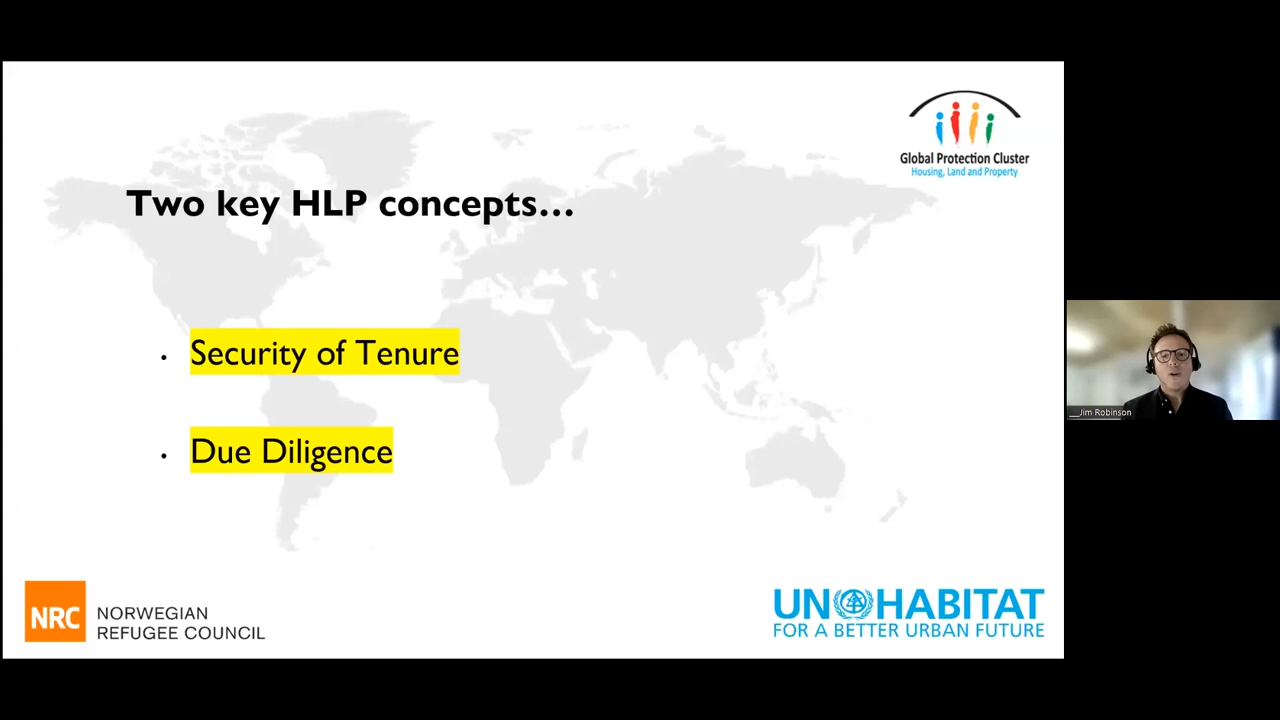 Global Protection Cluster
Housing, Land and Property
Two key HLP concepts...
• Security of Tenure
• Due Diligence
__Jim Robinson
NRC
NORWEGIAN
REFUGEE COUNCIL
UN HABITAT
FOR A BETTER URBAN FUTURE